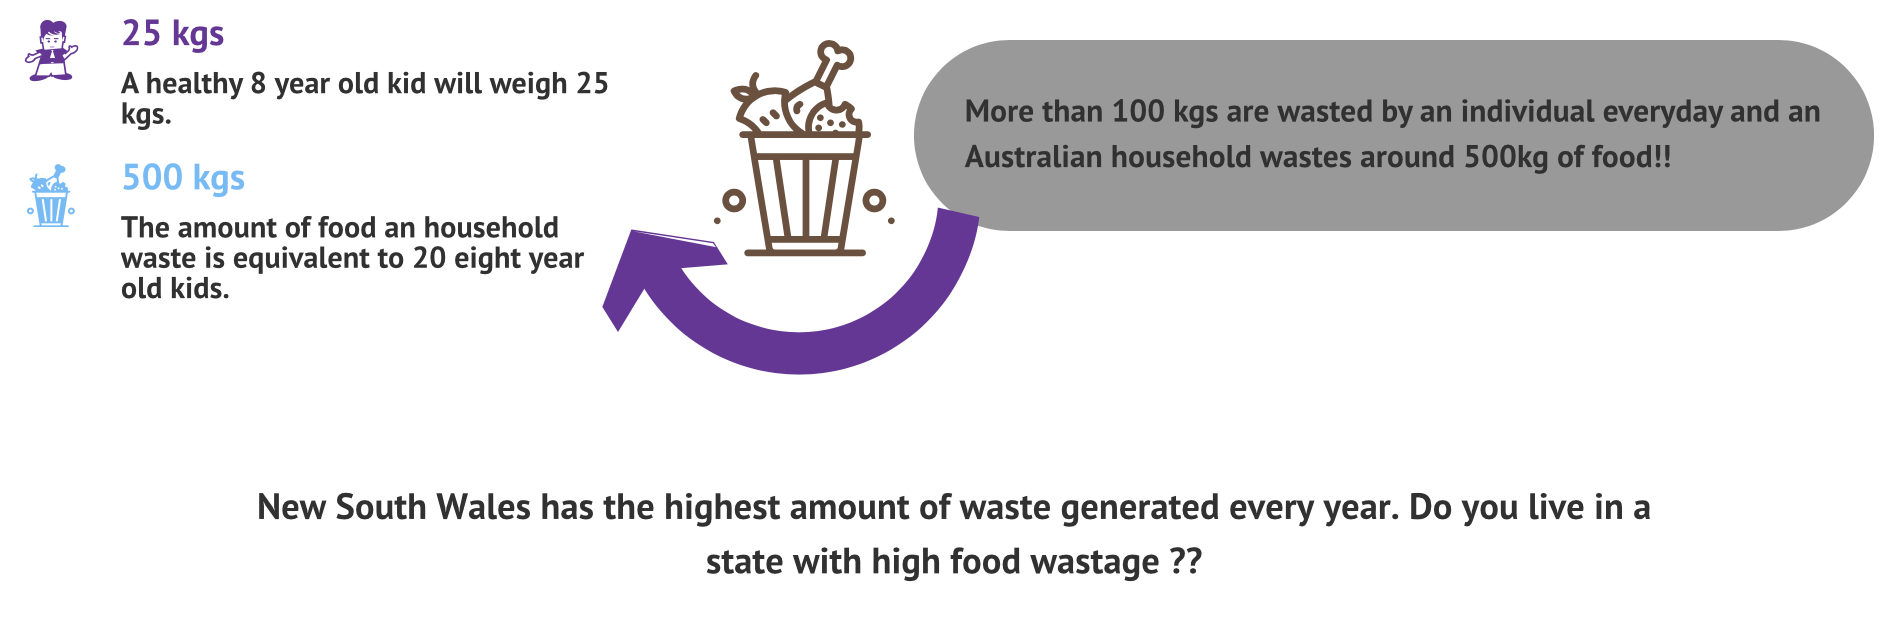 25 kgs
A healthy 8 year old kid will weigh 25
kgs.
500 kgs
The amount of food an household
waste is equivalent to 20 eight year
old kids.
More than 100 kgs are wasted by an individual everyday and an
Australian household wastes around 500kg of food!!
New South Wales has the highest amount of waste generated every year. Do you live in a
state with high food wastage ??